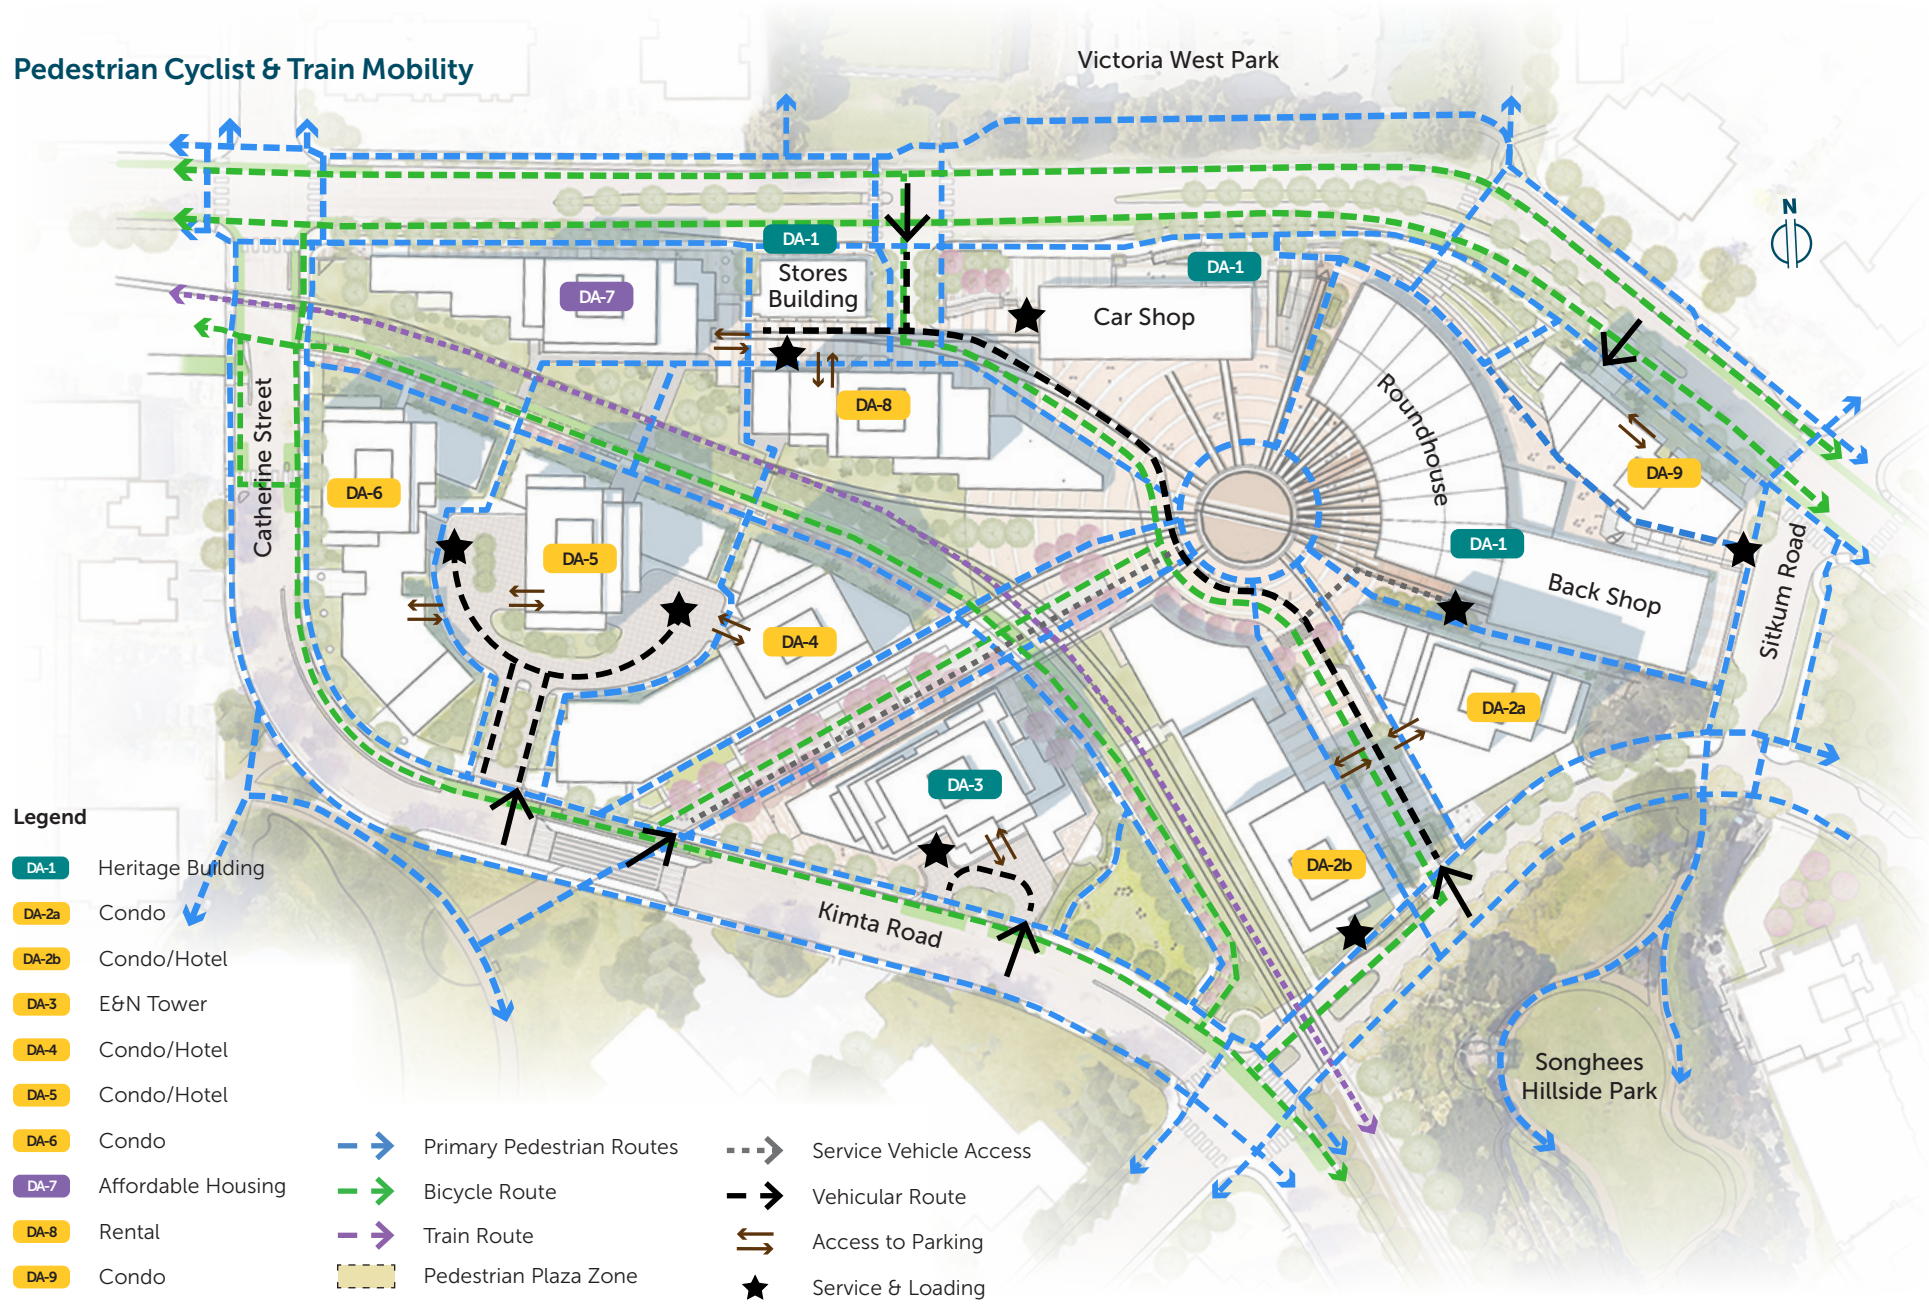 Pedestrian Cyclist & Train Mobility
Victoria West Park
N
DA-1
Stores
Building
DA-7
DA-1
Car Shop
Roundhouse
DA-8
DA-9
Catherine Street
DA-6
DA-5
DA-4
DA-1
Back Shop
Sitkum Road
DA-2a
DA-3
DA-2b
Kimta Road
Songhees
Hillside Park
Legend
DA-1 Heritage Building
DA-2a Condo
DA-2b Condo/Hotel
DA-3 E&N Tower
DA-4 Condo/Hotel
DA-5 Condo/Hotel
DA-6 Condo
DA-7 Affordable Housing
DA-8 Rental
DA-9 Condo
Primary Pedestrian Routes
Bicycle Route
Train Route
Pedestrian Plaza Zone
Service Vehicle Access
Vehicular Route
Access to Parking
Service & Loading